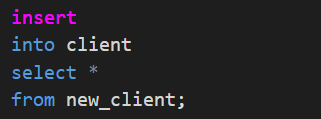 insert
into client
select *
from new_client;